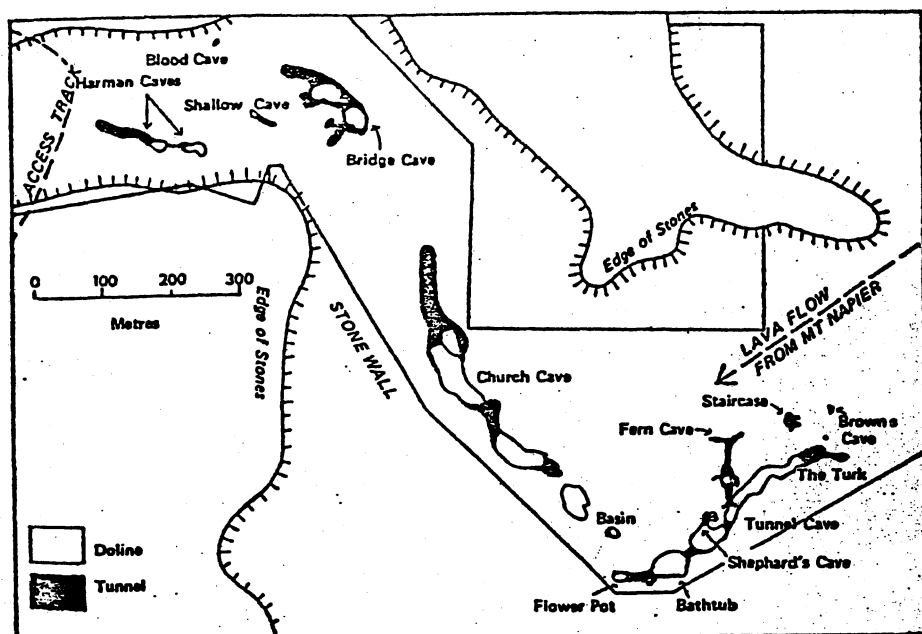 Blood Cave
Harman Caves
Shallow Cave
ACCESS TRACK
Bridge Cave
Edge of Stones
0 100 200 300
Metres
Edge of Stones
STONE WALL
LAVA FLOW
FROM MT NAPIER
Church Cave
Staircase
Fern Cave
Brown's
Cave
The Turk
Basin
Tunnel Cave
Doline
Shephard's Cave
Tunnel
Flower Pot
Bathtub